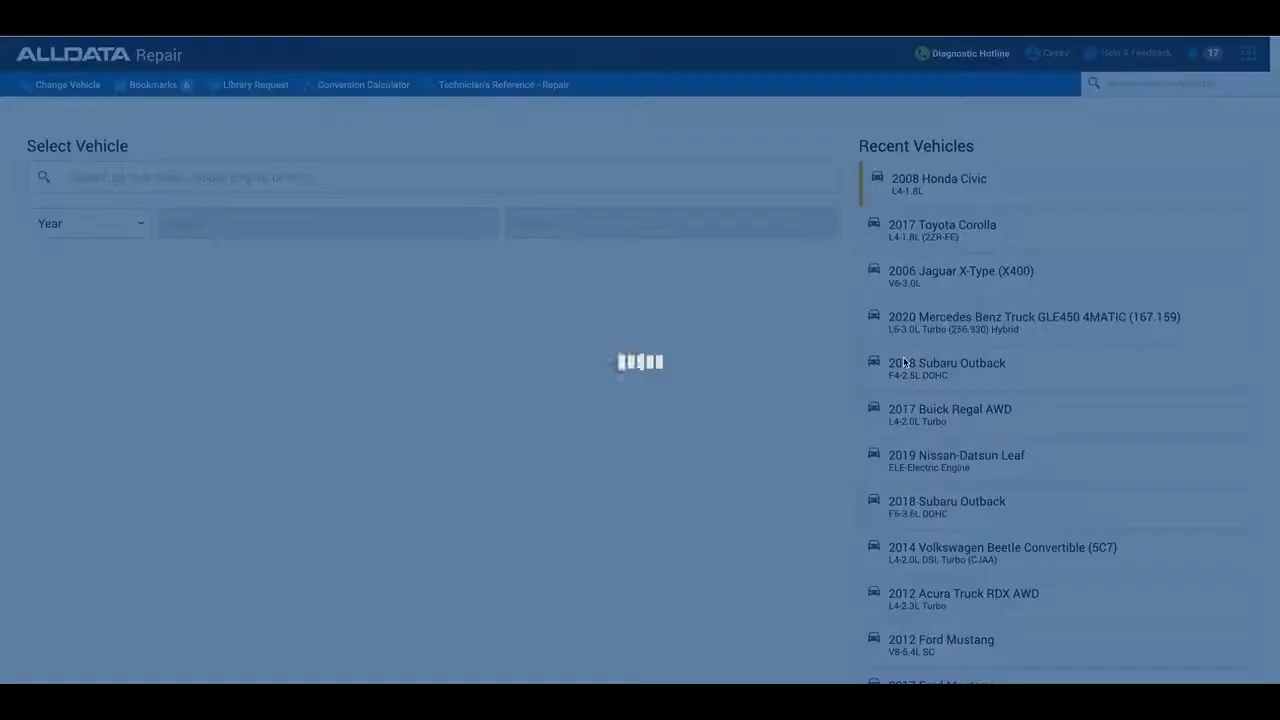 ALLDATA Repair
Diagnostic Hotline
Casey
Help & Feedback
17
Change Vehicle
Bookmarks 6
Library Request
Conversion Calculator
Technician's Reference - Repair
Select Vehicle
Year
Recent Vehicles
2008 Honda Civic
L4-1.8L
2017 Toyota Corolla
L4-1.8L (2ZR-FE)
2006 Jaguar X-Type (X400)
V6-3.0L
2020 Mercedes Benz Truck GLE450 4MATIC (167.159)
L6-3.0L Turbo (256.930) Hybrid
Subaru Outback
F4-2.5L DOHC
2017 Buick Regal AWD
L4-2.0L Turbo
2019 Nissan-Datsun Leaf
ELE-Electric Engine
2018 Subaru Outback
F6-3.6L DOHC
2014 Volkswagen Beetle Convertible (5C7)
L4-2.0L DSL Turbo (CJAA)
2012 Acura Truck RDX AWD
L4-2.3L Turbo
2012 Ford Mustang
V8-5.4L SC